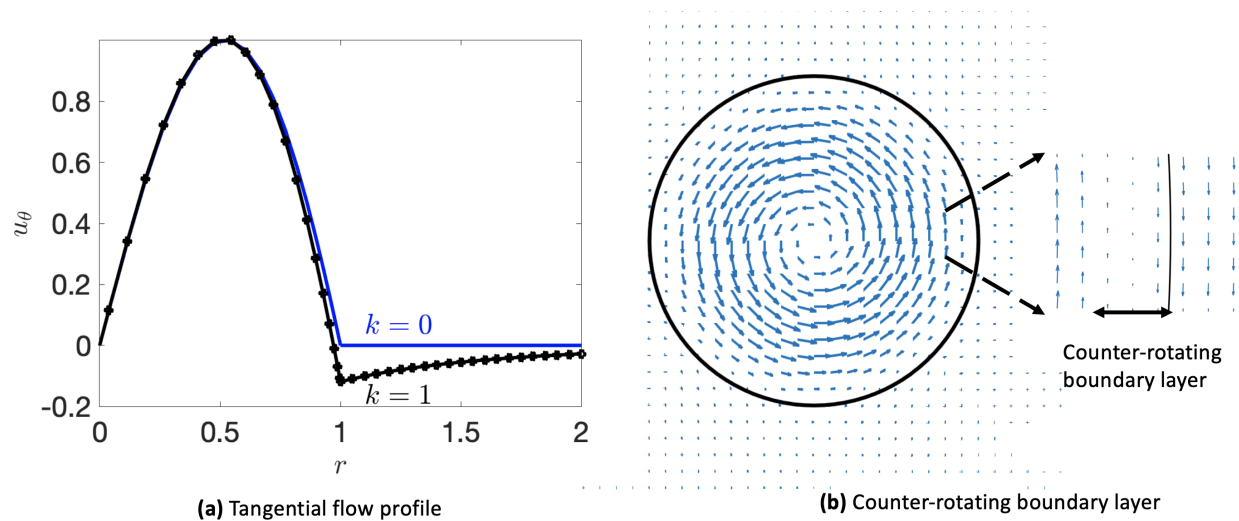 0.8
0.6
0.4
0.2
0
-0.2
u_θ
k = 0
k = 1
0 0.5 1 1.5 2
r
(a) Tangential flow profile
Counter-rotating
boundary layer
(b) Counter-rotating boundary layer